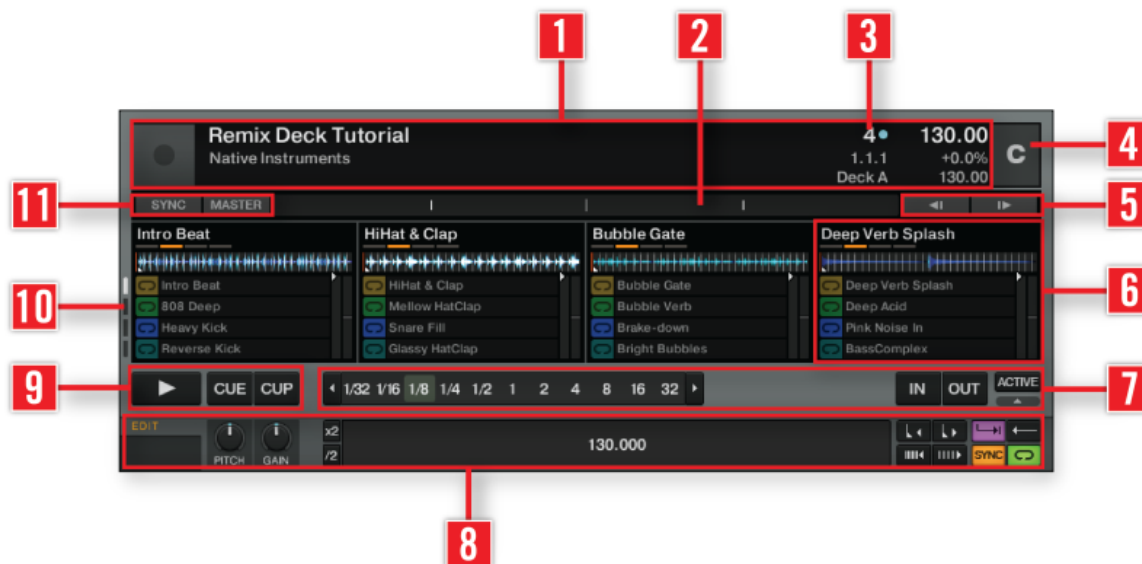 1 2 3
Remix Deck Tutorial 4 130.00 C 4
Native Instruments 1.1.1 +0.0%
Deck A 130.00
11 SYNC MASTER 5
Intro Beat HiHat & Clap Bubble Gate Deep Verb Splash
Intro Beat HiHat & Clap Bubble Gate Deep Verb Splash 6
10 808 Deep Mellow HatClap Bubble Verb Deep Acid
Heavy Kick Snare Fill Brake-down Pink Noise In
Reverse Kick Glassy HatClap Bright Bubbles BassComplex
9 CUE CUP 1/32 1/16 1/8 1/4 1/2 1 2 4 8 16 32 IN OUT ACTIVE 7
EDIT x2
130.000
PITCH GAIN /2 SYNC
8